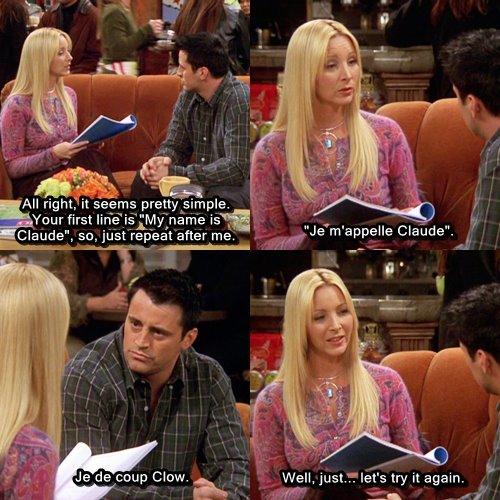 All right, it seems pretty simple.
Your first line is "My name is
Claude", so, just repeat after me.
"Je m'appelle Claude".
Je de coup Clow.
Well, just... let's try it again.